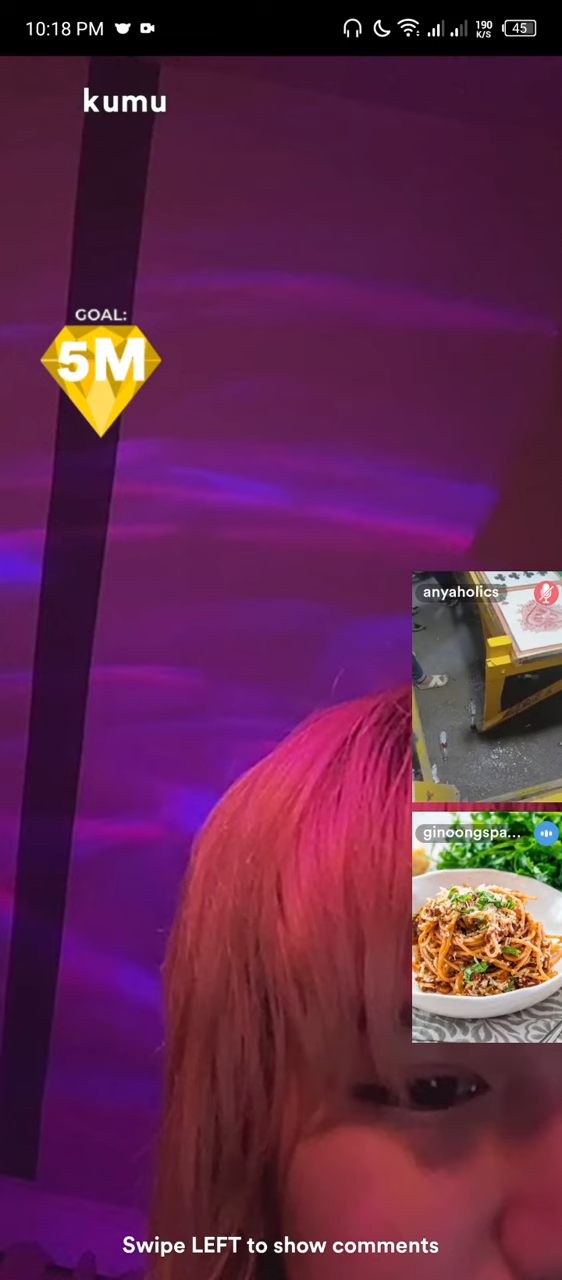 10:18 PM
190
K/S
45
kumu
GOAL:
5M
anyaholics
ginoongspa...
Swipe LEFT to show comments